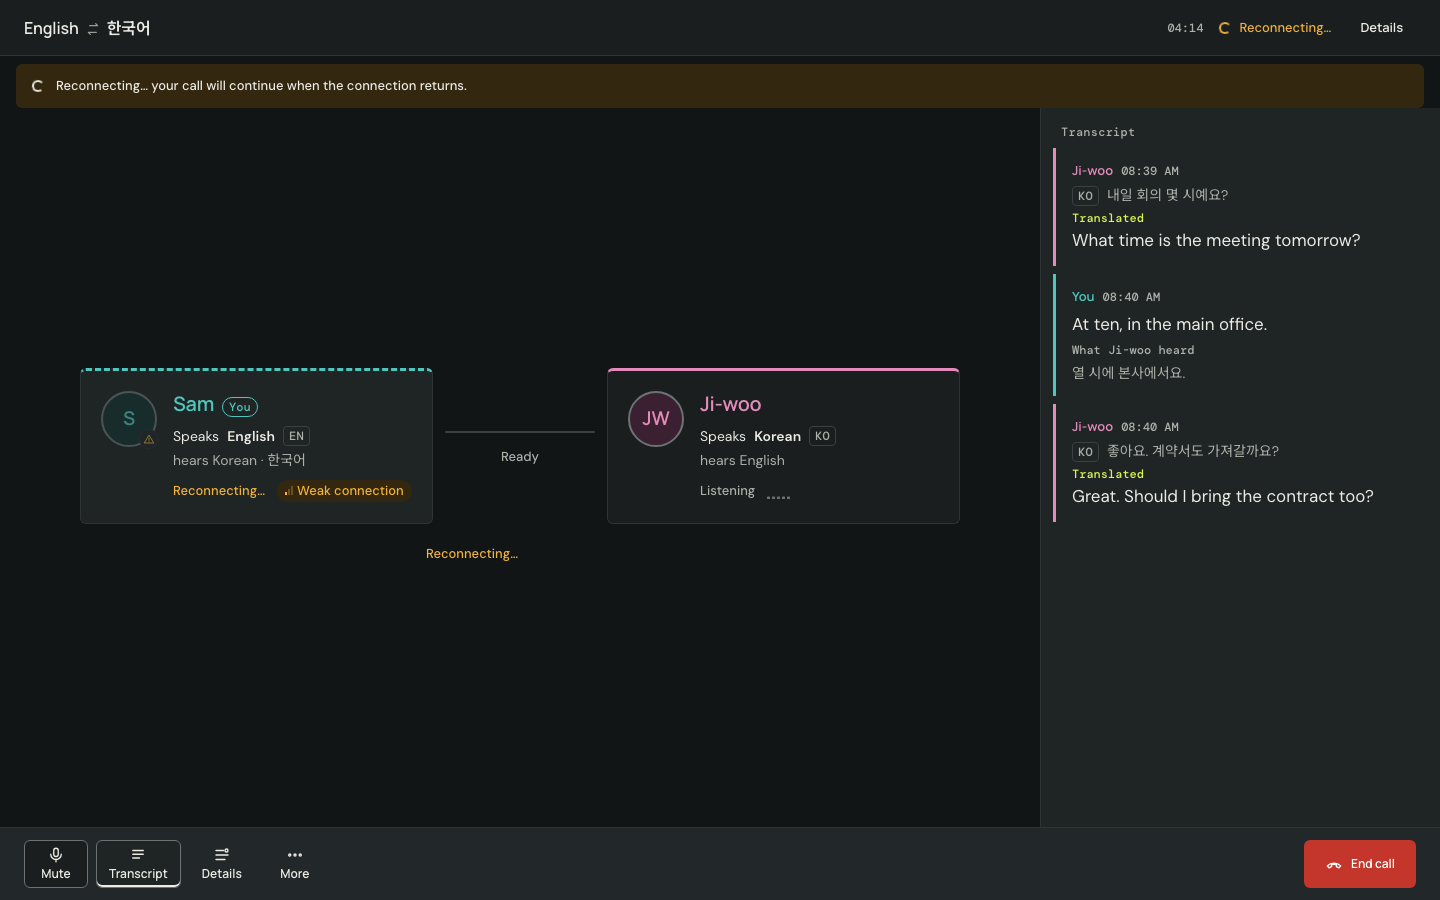 English ⇌ 한국어
04:14 Reconnecting... Details
Reconnecting... your call will continue when the connection returns.
S
Sam You
Speaks English EN
hears Korean · 한국어
Reconnecting... Weak connection
Ready
JW
Ji-woo
Speaks Korean KO
hears English
Listening
Reconnecting...
Transcript
Ji-woo 08:39 AM
KO 내일 회의 몇 시예요?
Translated
What time is the meeting tomorrow?
You 08:40 AM
At ten, in the main office.
What Ji-woo heard
열 시에 본사에서요.
Ji-woo 08:40 AM
KO 좋아요. 계약서도 가져갈까요?
Translated
Great. Should I bring the contract too?
Mute
Transcript
Details
More
End call